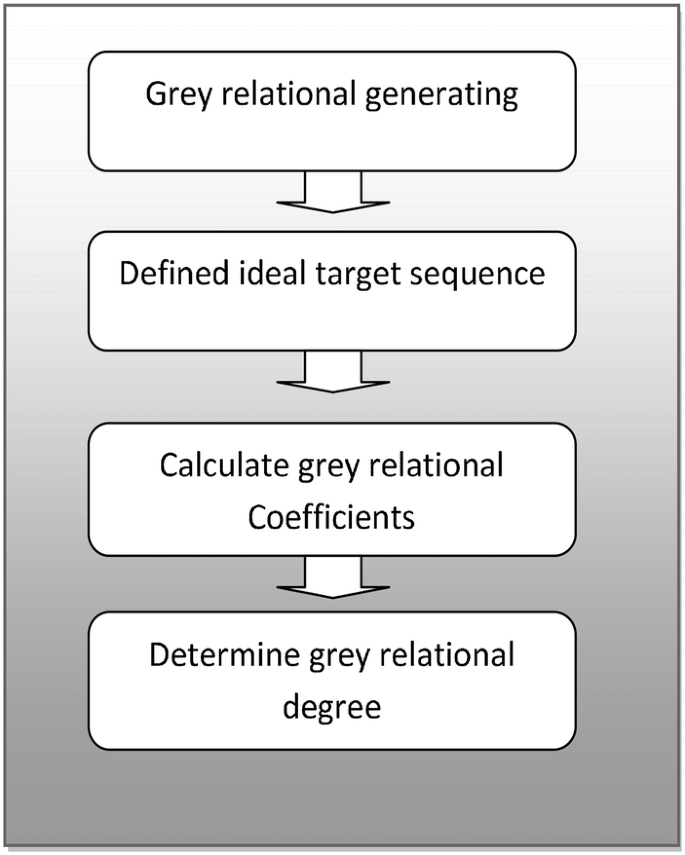 Grey relational generating
Defined ideal target sequence
Calculate grey relational
Coefficients
Determine grey relational
degree